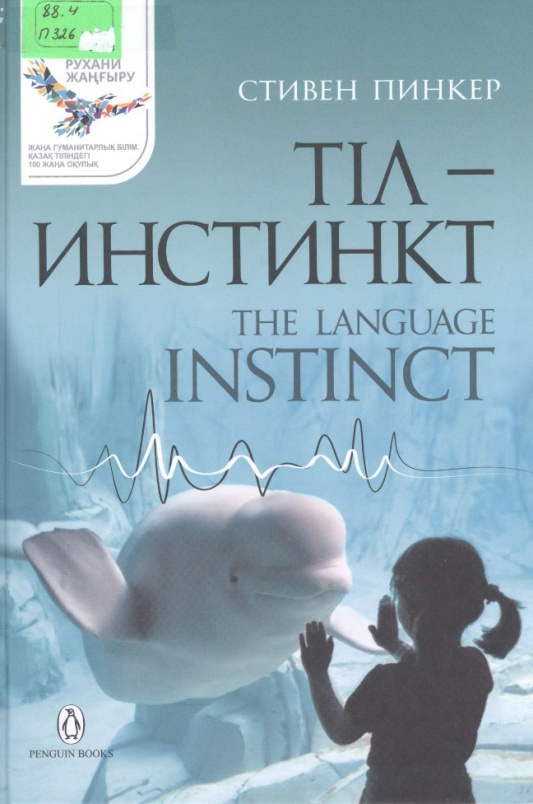 88.4
П326
РУХАНИ
ЖАҢҒЫРУ
ЖАҢА ГУМАНИТАРЛЫҚ БІЛІМ.
ҚАЗАҚ ТІЛІНДЕГІ
100 ЖАҢА ОҚУЛЫҚ
СТИВЕН ПИНКЕР
ТІЛ –
ИНСТИНКТ
THE LANGUAGE
INSTINCT
PENGUIN BOOKS